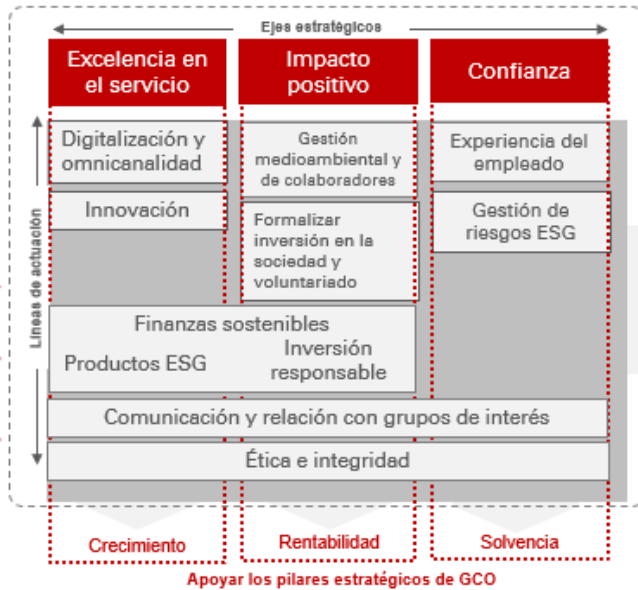 Ejes estratégicos
Excelencia en
el servicio
Impacto
positivo
Confianza
Líneas de actuación
Digitalización y
omnicanalidad
Innovación
Gestión
medioambiental y
de colaboradores
Formalizar
inversión en la
sociedad y
voluntariado
Experiencia del
empleado
Gestión de
riesgos ESG
Finanzas sostenibles
Productos ESG
Inversión
responsable
Comunicación y relación con grupos de interés
Ética e integridad
Crecimiento
Rentabilidad
Solvencia
Apoyar los pilares estratégicos de GCO